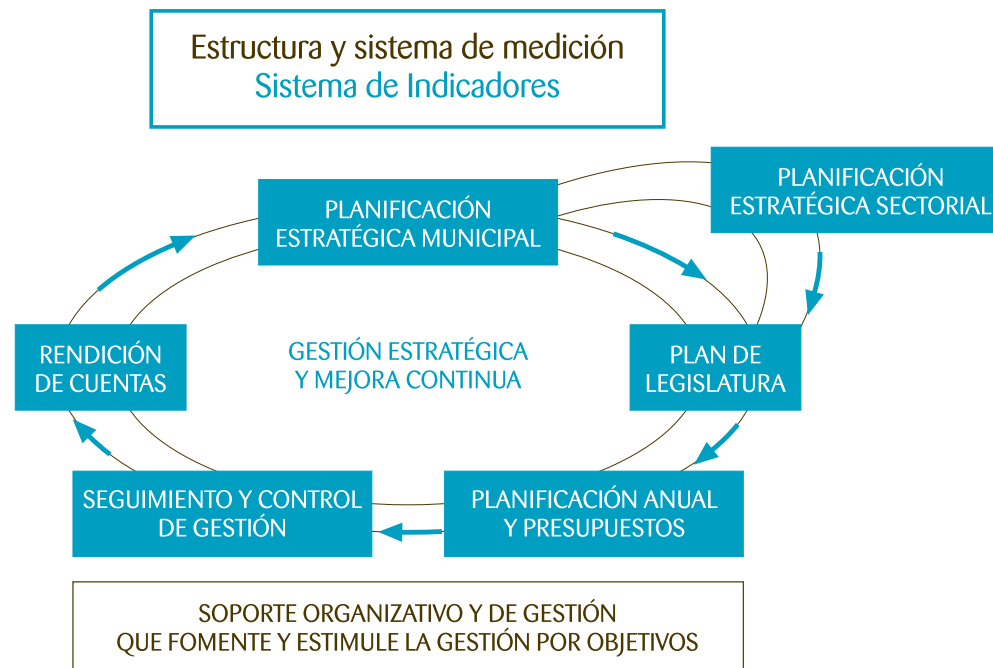 Estructura y sistema de medición
Sistema de Indicadores
PLANIFICACIÓN
ESTRATÉGICA SECTORIAL
PLANIFICACIÓN
ESTRATÉGICA MUNICIPAL
RENDICIÓN
DE CUENTAS
GESTIÓN ESTRATÉGICA
Y MEJORA CONTINUA
PLAN DE
LEGISLATURA
SEGUIMIENTO Y CONTROL
DE GESTIÓN
PLANIFICACIÓN ANUAL
Y PRESUPUESTOS
SOPORTE ORGANIZATIVO Y DE GESTIÓN
QUE FOMENTE Y ESTIMULE LA GESTIÓN POR OBJETIVOS